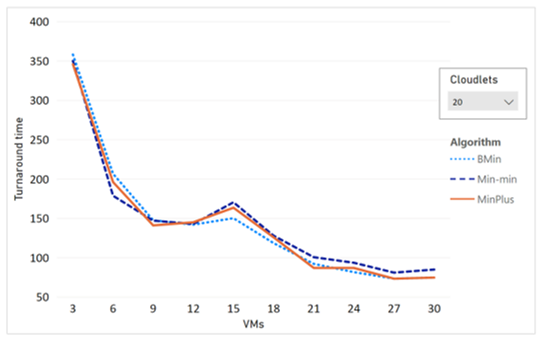 400
350
300
250
200
150
100
50
Turnaround time
3 6 9 12 15 18 21 24 27 30
VMs
Cloudlets
20
Algorithm
BMin
Min-min
MinPlus